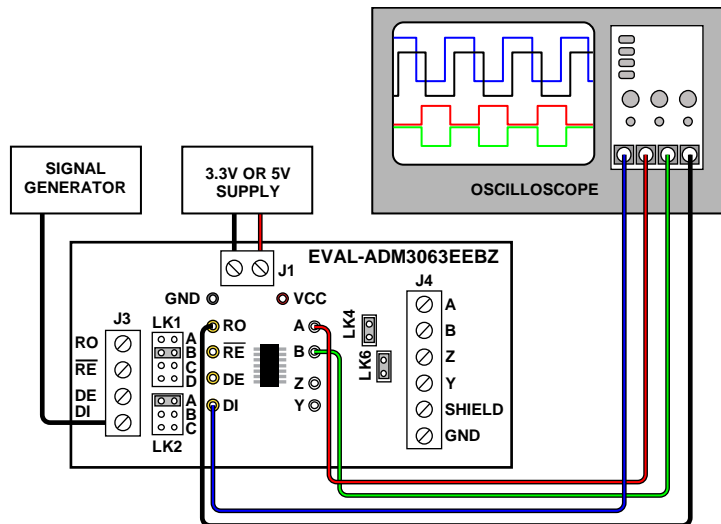 SIGNAL
GENERATOR
3.3V OR 5V
SUPPLY
OSCILLOSCOPE
EVAL-ADM3063EEBZ
J1
GND
VCC
J3
RO
RE
DE
DI
LK1
A
B
C
D
A
B
C
LK2
RO
RE
DE
DI
A
B
Z
Y
LK4
LK6
J4
A
B
Z
Y
SHIELD
GND